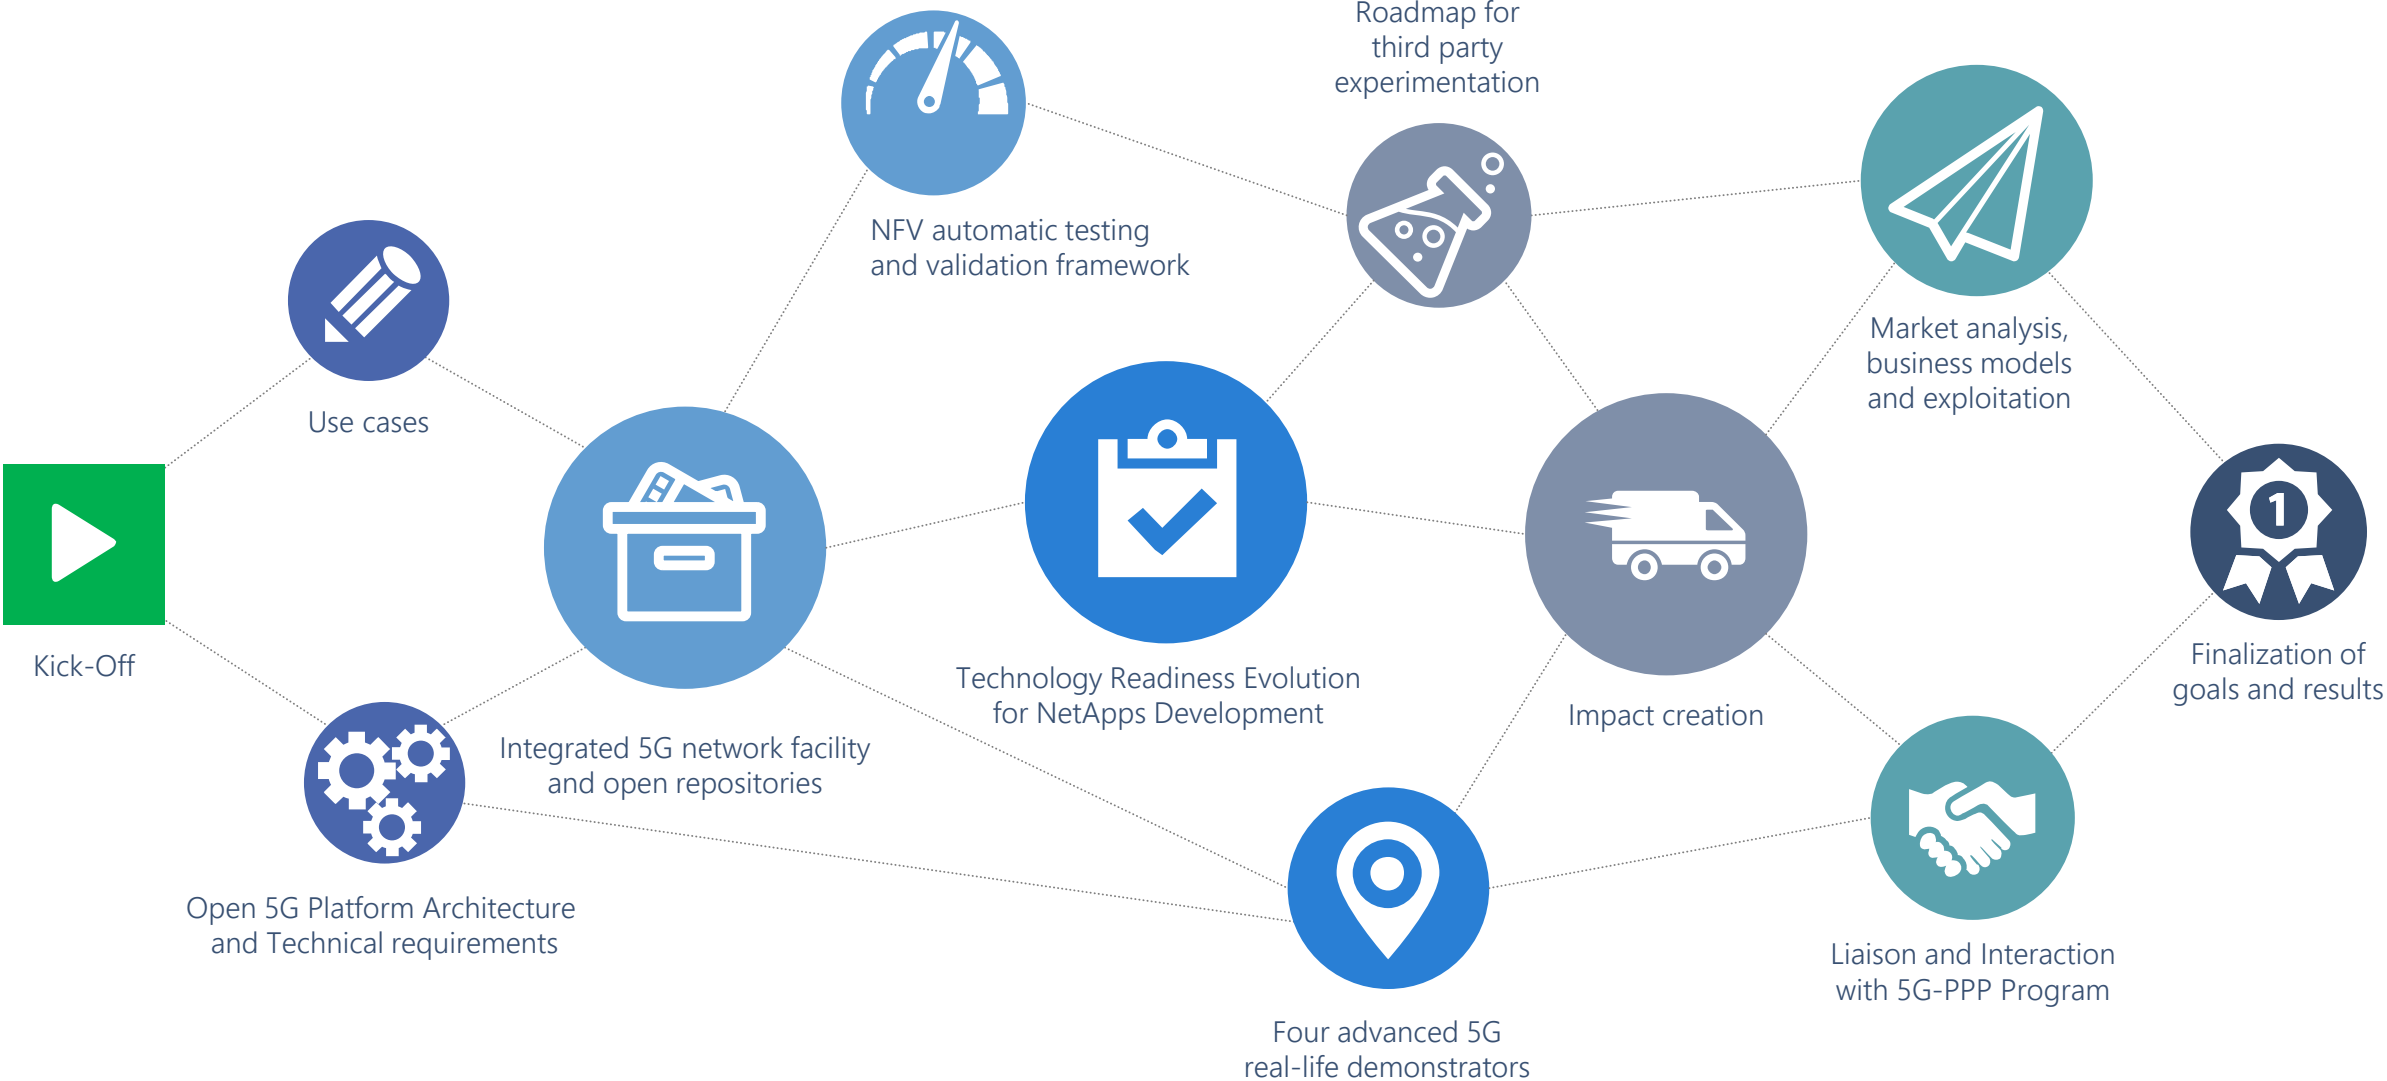 Roadmap for
third party
experimentation
NFV automatic testing
and validation framework
Market analysis,
business models
and exploitation
Use cases
1
Kick-Off
Technology Readiness Evolution
for NetApps Development
Impact creation
Finalization of
goals and results
Integrated 5G network facility
and open repositories
Open 5G Platform Architecture
and Technical requirements
Liaison and Interaction
with 5G-PPP Program
Four advanced 5G
real-life demonstrators